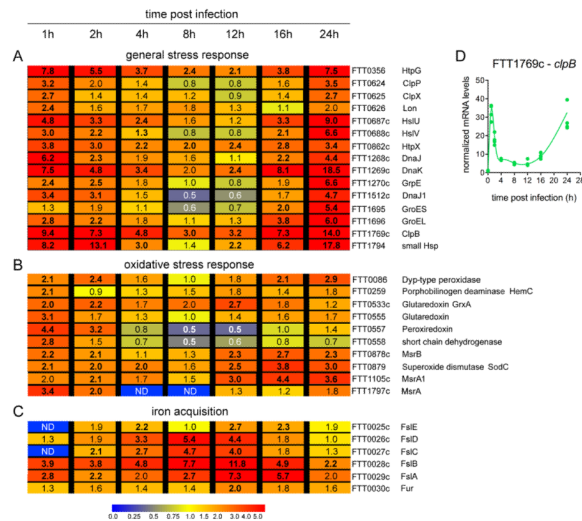 time post infection
1h 2h 4h 8h 12h 16h 24h
A general stress response
7.8 5.5 3.7 2.4 2.1 3.8 7.5 FTT0356 HtpG
3.2 2.0 1.4 0.8 0.8 1.6 3.5 FTT0624 ClpP
2.7 1.4 1.6 1.2 0.9 1.4 2.7 FTT0625 ClpX
2.4 1.6 1.7 1.8 1.3 1.1 2.0 FTT0626 Lon
4.8 3.3 2.4 1.6 1.2 3.3 9.0 FTT0687c HslU
3.0 2.2 1.3 0.8 0.8 2.1 6.6 FTT0688c HslV
3.8 3.0 2.2 2.0 2.4 2.8 3.4 FTT0862c HtpX
6.2 2.3 1.9 1.6 1.1 2.2 4.4 FTT1268c DnaJ
7.6 4.8 3.4 2.0 2.4 8.1 16.5 FTT1269c DnaK
2.4 2.5 1.8 1.0 0.8 1.9 6.6 FTT1270c GrpE
3.4 3.1 1.5 0.5 0.6 1.7 4.7 FTT1512c DnaJ1
1.3 1.9 1.1 0.6 0.7 2.0 5.4 FTT1695 GroES
2.8 2.2 1.8 1.1 1.3 3.8 6.0 FTT1696 GroEL
9.4 7.3 4.8 3.0 3.2 7.3 14.0 FTT1769c ClpB
8.2 13.1 3.0 1.4 2.2 6.2 17.8 FTT1794 small Hsp
B oxidative stress response
2.1 2.4 1.6 1.0 1.8 2.1 2.9 FTT0086 Dyp-type peroxidase
2.1 0.9 1.3 1.5 1.8 1.4 1.8 FTT0259 Porphobilinogen deaminase HemC
2.0 2.2 1.7 2.0 2.7 1.8 1.2 FTT0533c Glutaredoxin GrxA
3.1 1.7 1.3 1.0 1.4 1.8 1.7 FTT0555 Glutaredoxin
4.4 3.2 0.8 0.5 0.5 1.0 1.4 FTT0557 Peroxiredoxin
2.8 1.5 0.7 0.5 0.6 0.8 0.7 FTT0558 short chain dehydrogenase
2.2 2.1 1.2 1.2 2.3 2.7 2.3 FTT0878c MsrB
2.1 2.0 2.0 1.6 2.5 3.8 3.0 FTT0879 Superoxide dismutase SodC
2.0 2.1 1.7 1.5 3.0 4.4 3.6 FTT1105c MsrA1
3.4 2.0 ND ND 1.3 1.2 1.8 FTT1797c MsrA
C iron acquisition
ND 1.9 2.2 1.0 2.7 2.3 1.9 FTT0025c FslE
1.3 1.9 3.3 5.4 4.4 1.6 1.0 FTT0026c FslD
ND 2.1 2.7 4.7 4.0 1.7 1.3 FTT0027c FslC
3.9 3.8 4.8 7.7 11.8 4.9 2.2 FTT0028c FslB
2.8 2.2 2.0 2.7 7.3 5.7 2.0 FTT0029c FslA
1.3 1.6 1.4 1.4 2.0 1.8 1.6 FTT0030c Fur
0.0 0.25 0.5 0.75 1.0 1.5 2.0 3.0 4.0 5.0
D FTT1769c - clpB
normalized mRNA levels
50
40
30
20
10
0
0 4 8 12 16 20 24
time post infection (h)